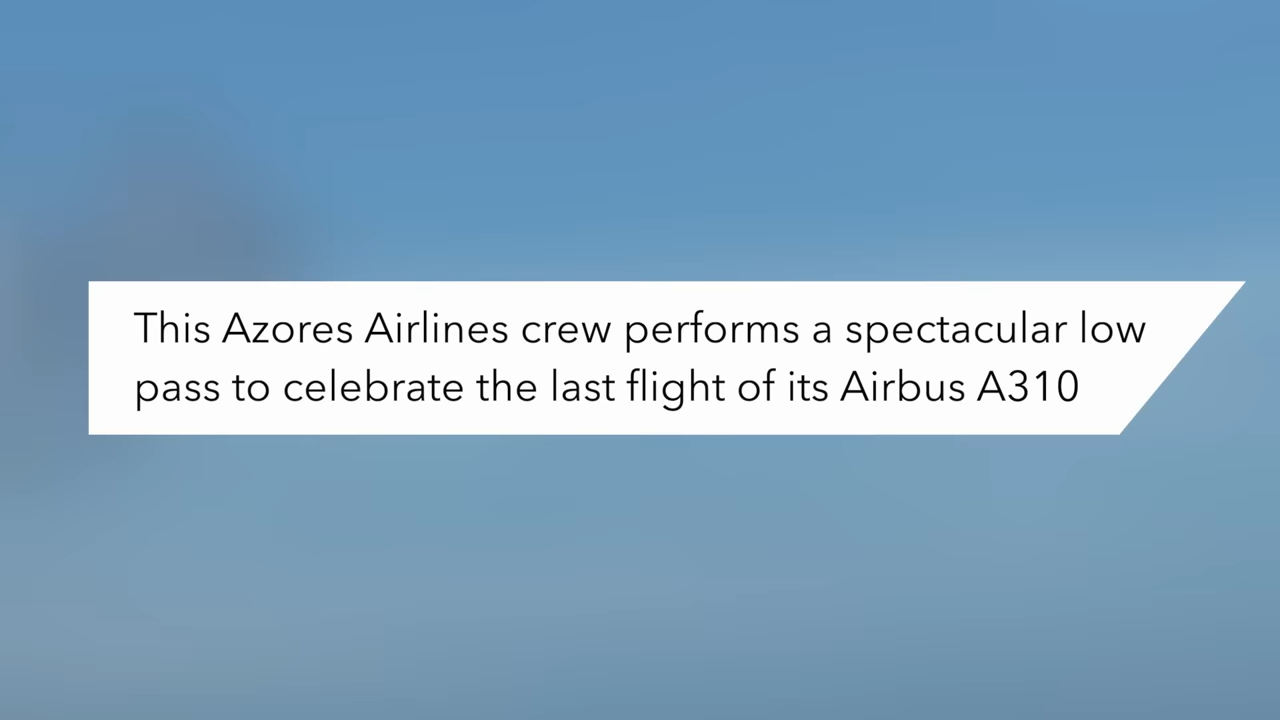 This Azores Airlines crew performs a spectacular low
pass to celebrate the last flight of its Airbus A310